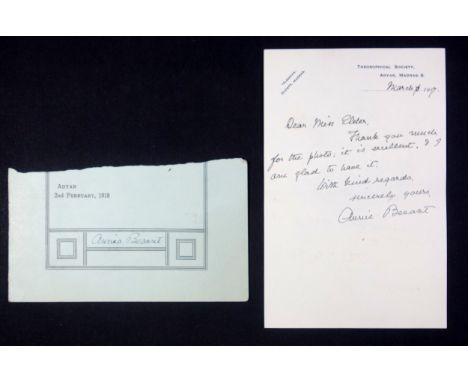 Adyar
2nd February, 1918
Annie Besant
Theosophical Society,
Adyar, Madras S.
March
Dear Miss Elder,
Thank you much
for the photo; it is excellent, & I
am glad to have it.
With kind regards,
sincerely yours,
Annie Besant